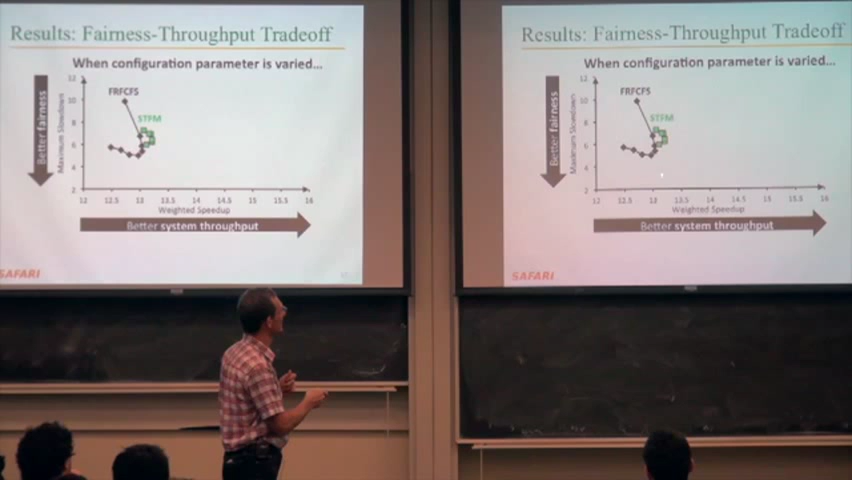 Results: Fairness-Throughput Tradeoff
When configuration parameter is varied...
Better fairness
Maximum Slowdown
12
10
8
6
4
2
FRFCFS
STFM
12 12.5 13 13.5 14 14.5 15 15.5 16
Weighted Speedup
Better system throughput
SAFARI
Results: Fairness-Throughput Tradeoff
When configuration parameter is varied...
Better fairness
Maximum Slowdown
12
10
8
6
4
2
FRFCFS
STFM
12 12.5 13 13.5 14 14.5 15 15.5 16
Weighted Speedup
Better system throughput
SAFARI